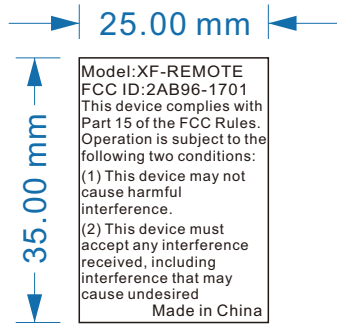 25.00 mm
35.00 mm
Model:XF-REMOTE
FCC ID:2AB96-1701
This device complies with
Part 15 of the FCC Rules.
Operation is subject to the
following two conditions:
(1) This device may not
cause harmful
interference.
(2) This device must
accept any interference
received, including
interference that may
cause undesired
Made in China